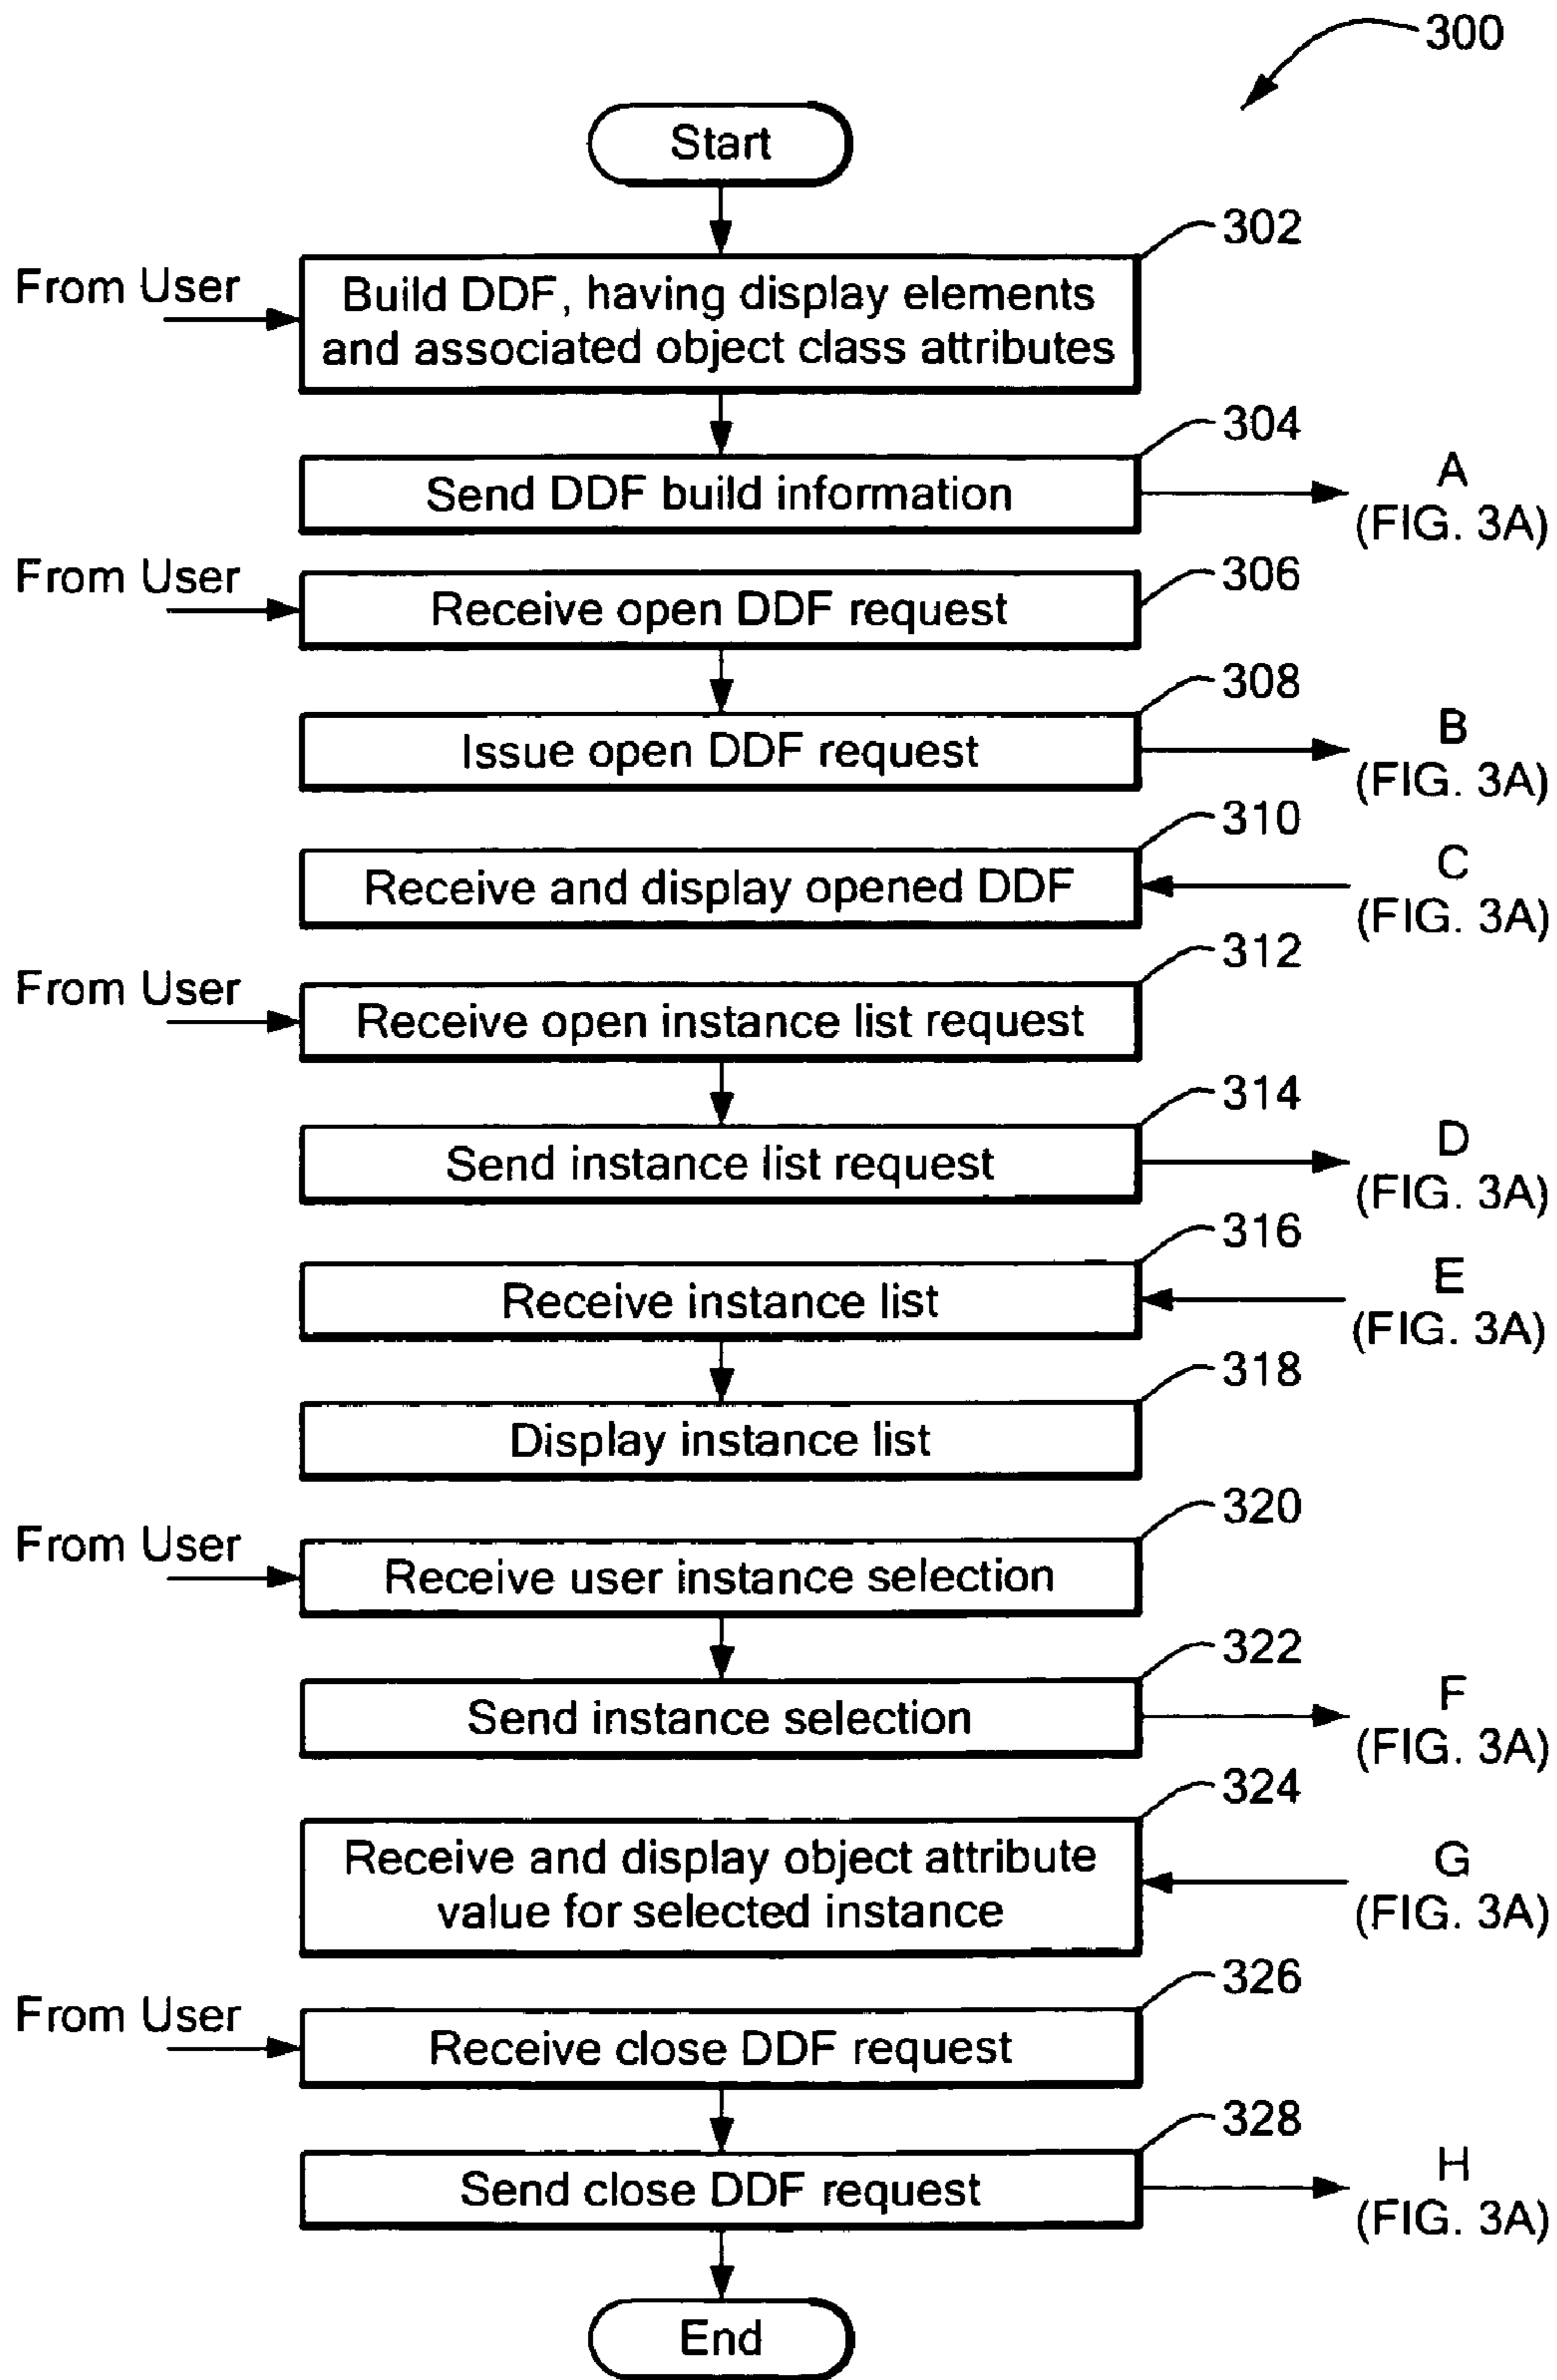 300
Start
302
From User
Build DDF, having display elements
and associated object class attributes
304
Send DDF build information
A
(FIG. 3A)
From User
306
Receive open DDF request
308
Issue open DDF request
B
(FIG. 3A)
310
Receive and display opened DDF
C
(FIG. 3A)
312
From User
Receive open instance list request
314
Send instance list request
D
(FIG. 3A)
316
Receive instance list
E
(FIG. 3A)
318
Display instance list
320
From User
Receive user instance selection
322
Send instance selection
F
(FIG. 3A)
324
Receive and display object attribute
value for selected instance
G
(FIG. 3A)
326
From User
Receive close DDF request
328
Send close DDF request
H
(FIG. 3A)
End